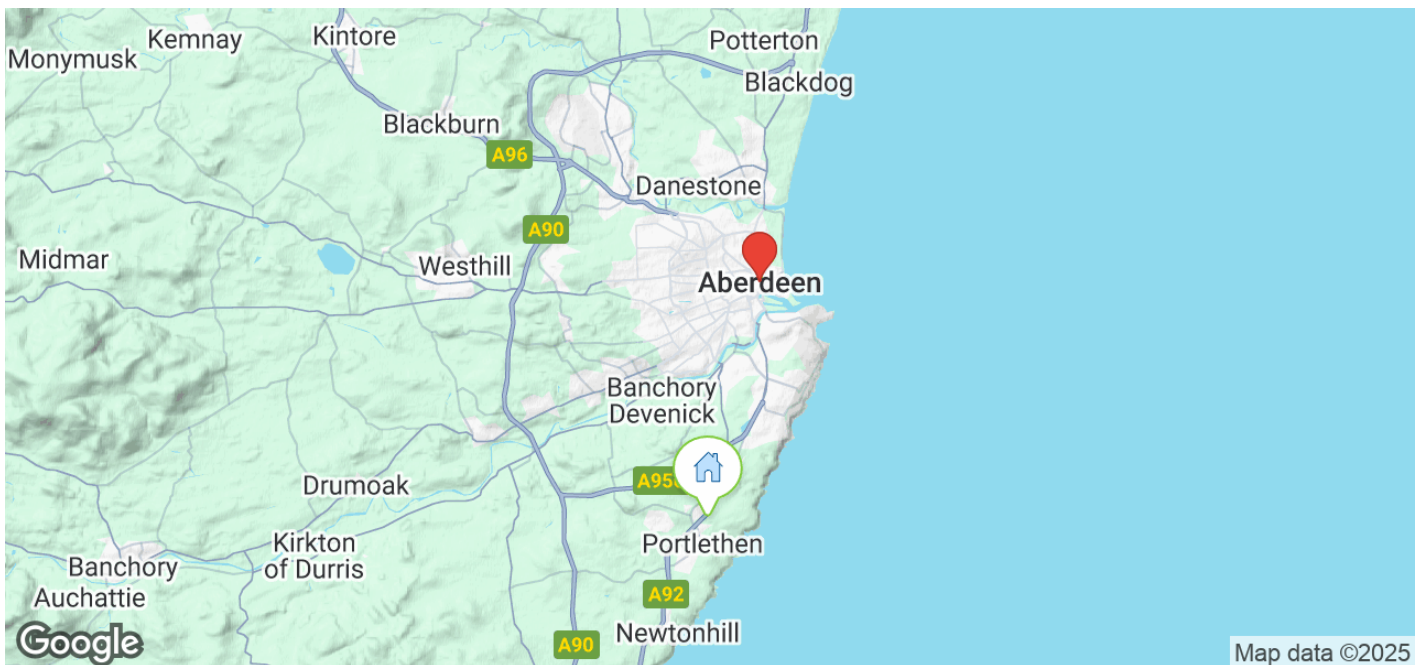 Kemnay
Kintore
Potterton
Monymusk
Blackdog
Blackburn
A96
Danestone
A90
Midmar
Westhill
Aberdeen
Banchory
Devenick
Drumoak
Portlethen
Kirkton
of Durris
Banchory
Auchattie
A92
Newtonhill
A90
Google
Map data ©2025